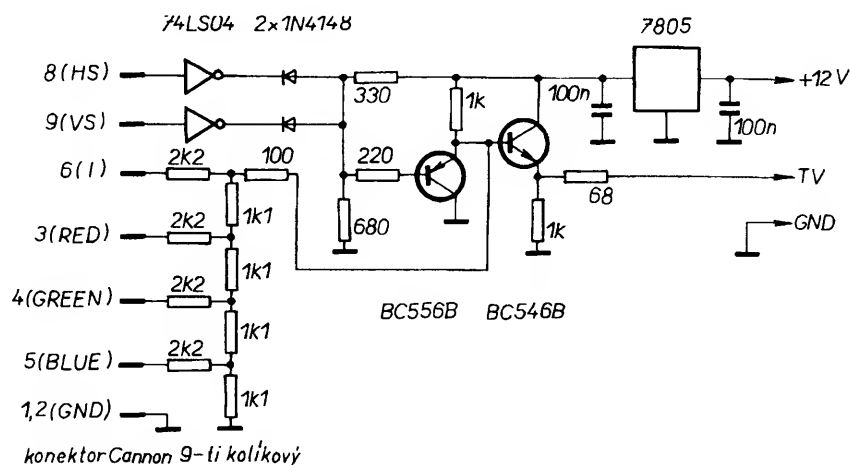 74LS04 2x1N4148
7805
8(HS)
330
1k
100n
+12V
100n
9(VS)
6(I)
2k2
100
220
68
TV
1k1
680
1k
GND
3(RED)
2k2
1k1
4(GREEN)
2k2
BC556B
BC546B
1k1
5(BLUE)
2k2
1k1
1,2(GND)
konektor Cannon 9-ti kolíkový